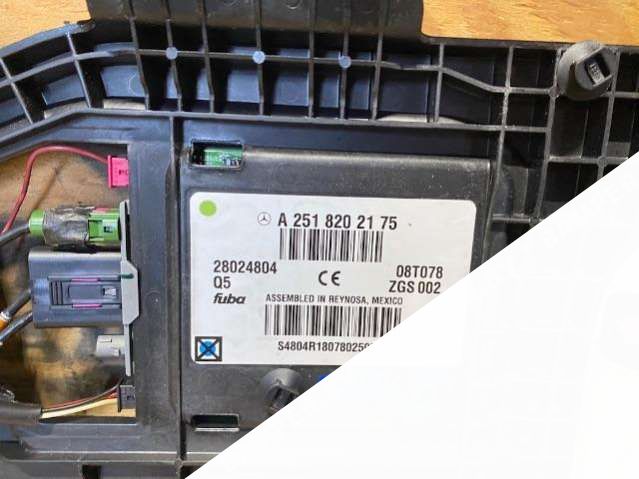 A 251 820 21 75
28024804
08T078
Q5
ZGS 002
fuba
ASSEMBLED IN REYNOSA, MEXICO